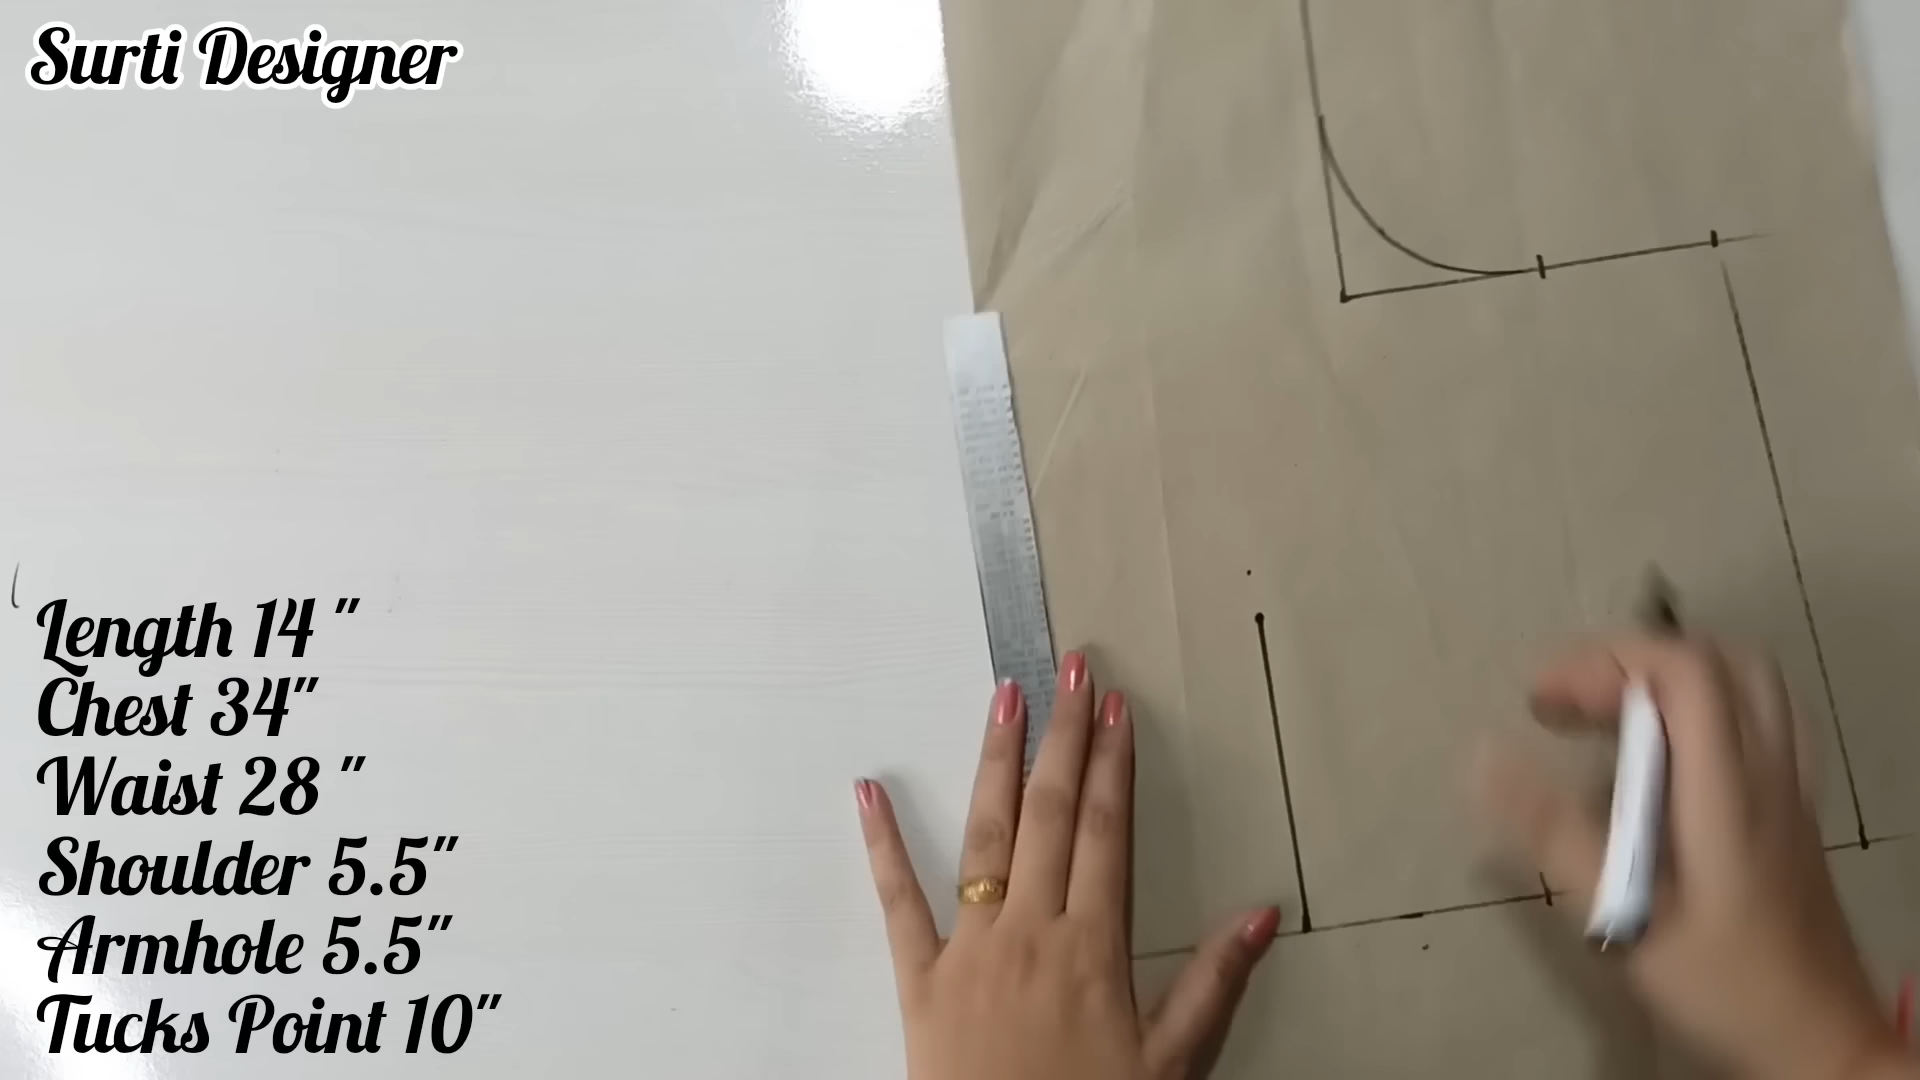 Surti Designer
Length 14 "
Chest 34"
Waist 28 "
Shoulder 5.5"
Armhole 5.5"
Tucks Point 10"